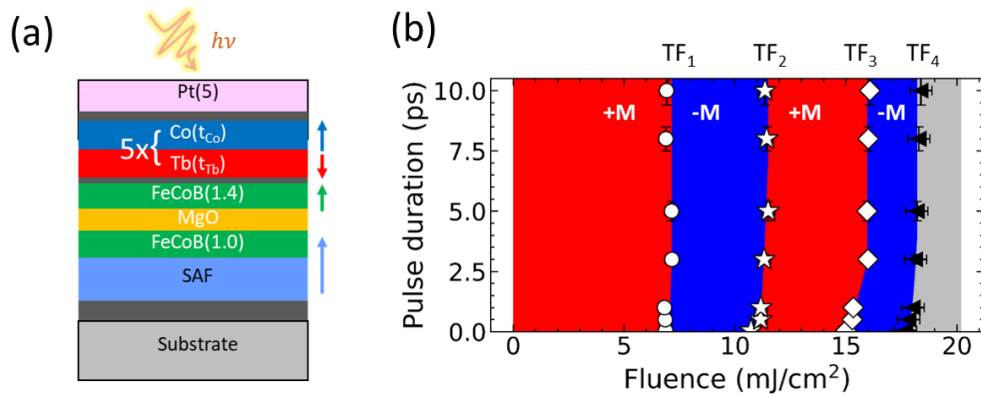 (a)
hν
Pt(5)
Co(t_Co)
5x{
Tb(t_Tb)
FeCoB(1.4)
MgO
FeCoB(1.0)
SAF
Substrate
(b)
TF₁ TF₂ TF₃ TF₄
+M -M +M -M
10.0
7.5
5.0
2.5
0.0
Pulse duration (ps)
0 5 10 15 20
Fluence (mJ/cm²)